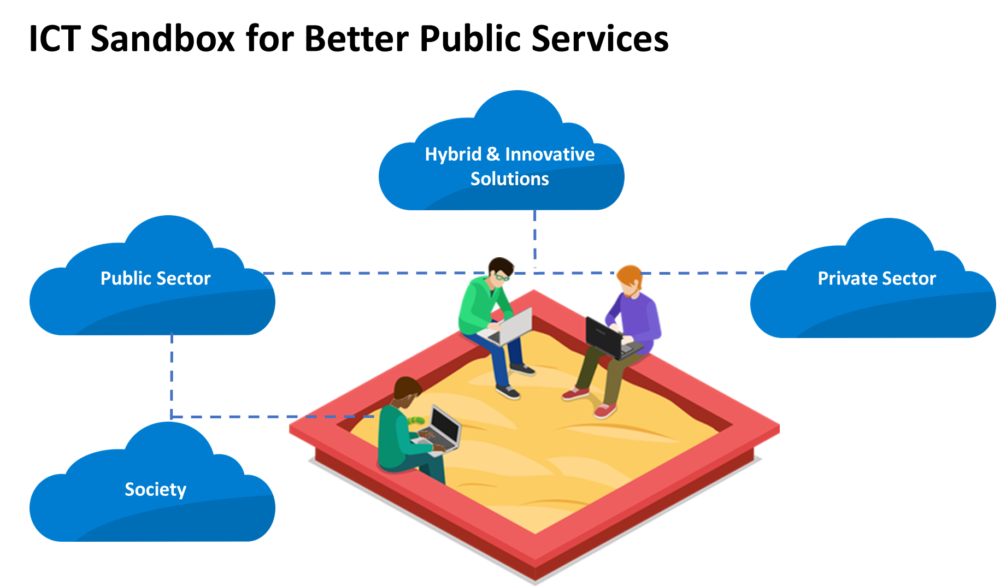 ICT Sandbox for Better Public Services
Hybrid & Innovative
Solutions
Public Sector
Private Sector
Society